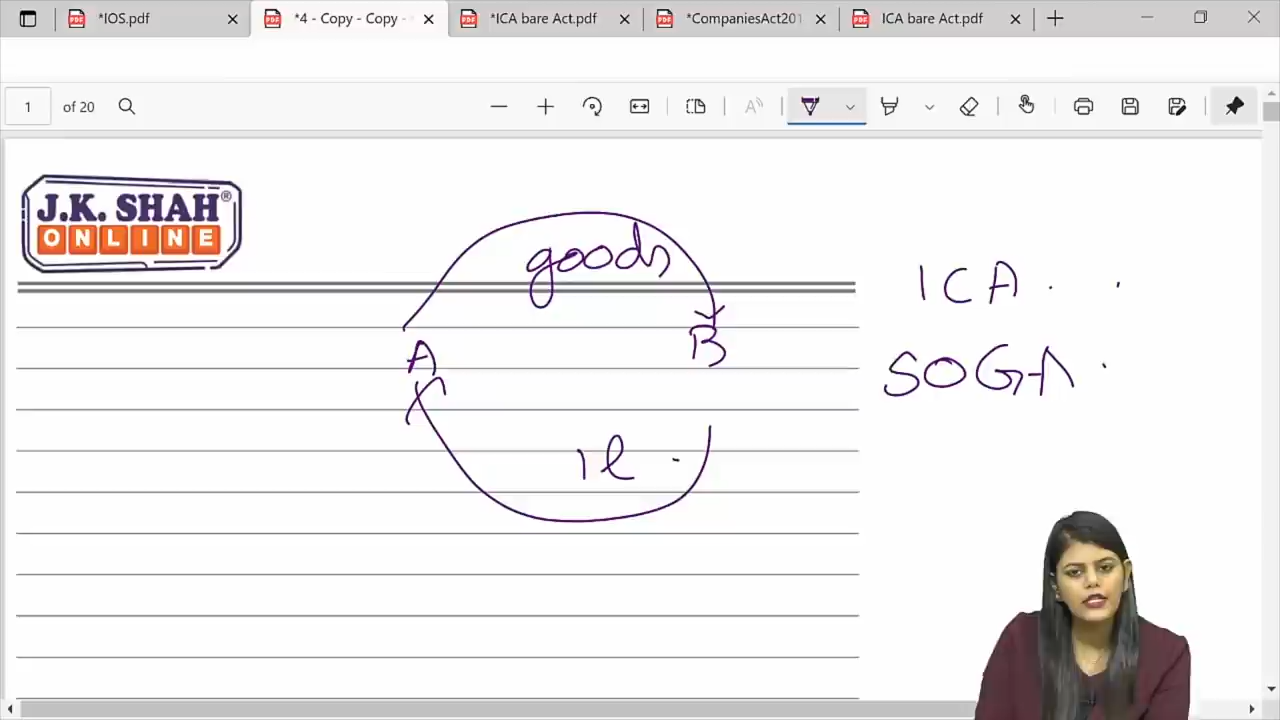 *IOS.pdf
*4 - Copy - Copy -
*ICA bare Act.pdf
*CompaniesAct201
ICA bare Act.pdf
1 of 20
J.K. SHAH®
ONLINE
goods
A
B
1l
ICA
SOGA